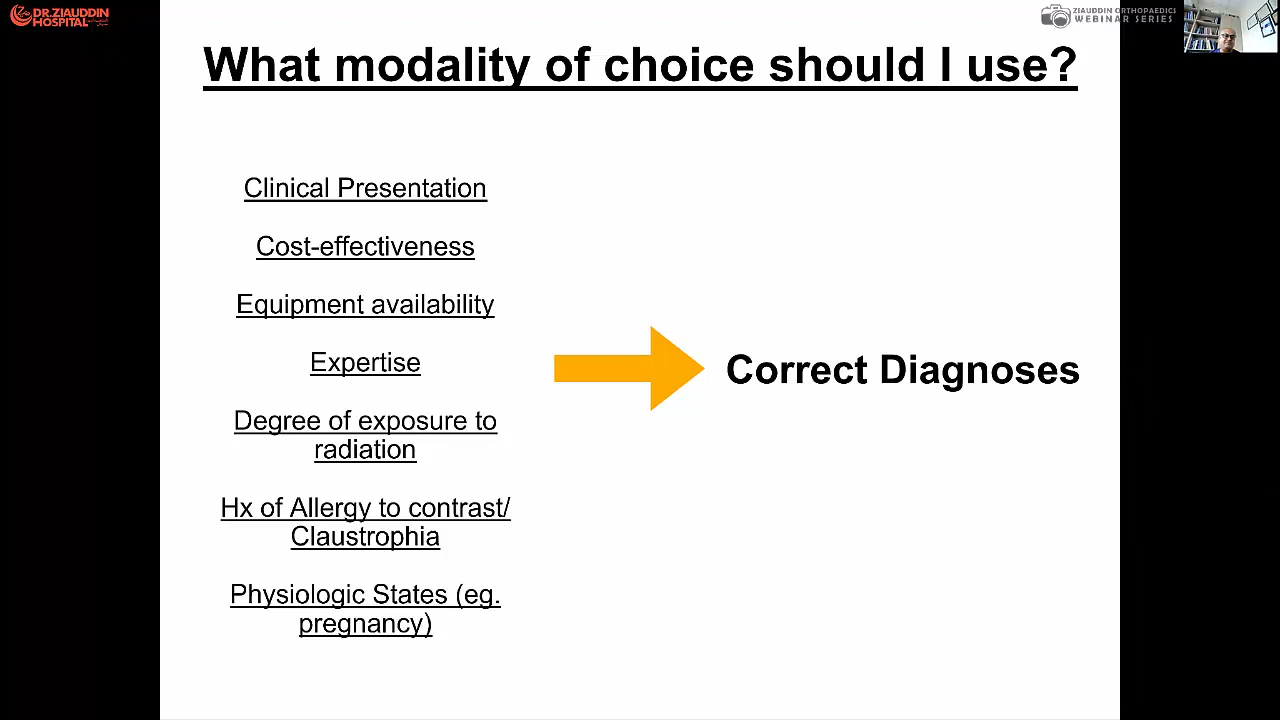 DR.ZIAUDDIN
HOSPITAL
ZIAUDDIN ORTHOPAEDICS
WEBINAR SERIES
What modality of choice should I use?
Clinical Presentation
Cost-effectiveness
Equipment availability
Expertise
Degree of exposure to
radiation
Hx of Allergy to contrast/
Claustrophia
Physiologic States (eg.
pregnancy)
Correct Diagnoses